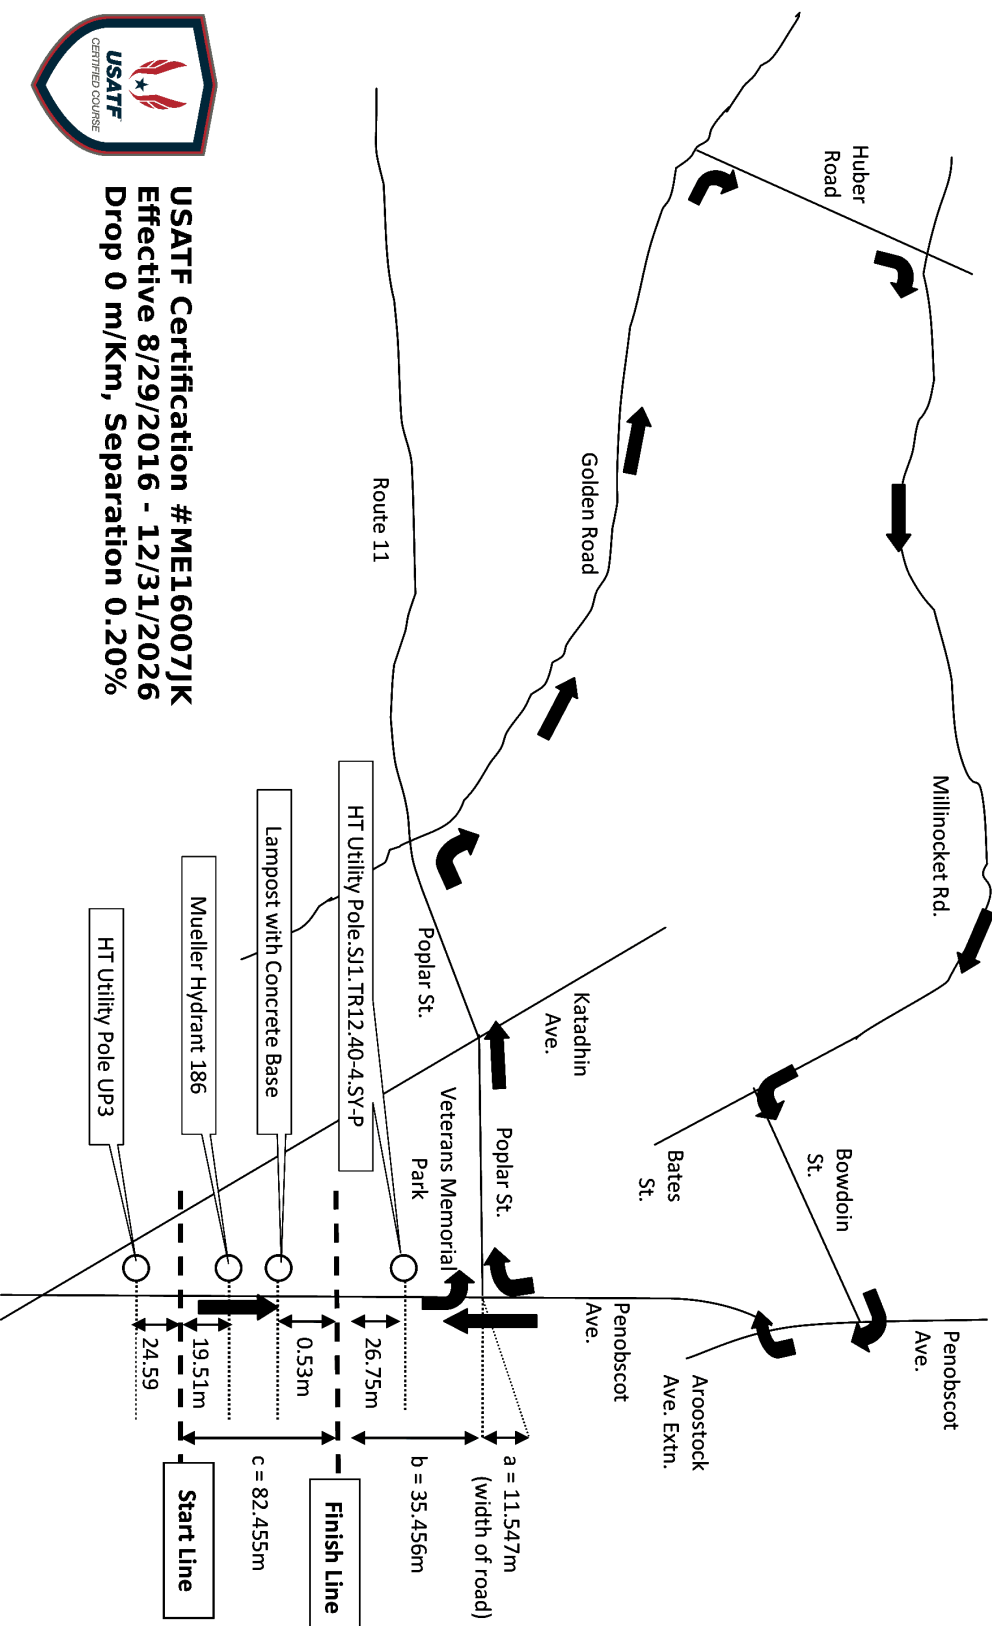 Huber
Road
Millinocket Rd.
Golden Road
Route 11
Poplar St.
Katadhin
Ave.
Poplar St.
Veterans Memorial
Park
Bates
St.
Bowdoin
St.
Penobscot
Ave.
Penobscot
Ave.
Aroostock
Ave. Extn.
HT Utility Pole.SJ1.TR12.40-4.SY-P
Lampost with Concrete Base
Mueller Hydrant 186
HT Utility Pole UP3
26.75m
0.53m
19.51m
24.59
a = 11.547m
(width of road)
b = 35.456m
c = 82.455m
Finish Line
Start Line
USATF
CERTIFIED COURSE
USATF Certification #ME16007JK
Effective 8/29/2016 - 12/31/2026
Drop 0 m/Km, Separation 0.20%